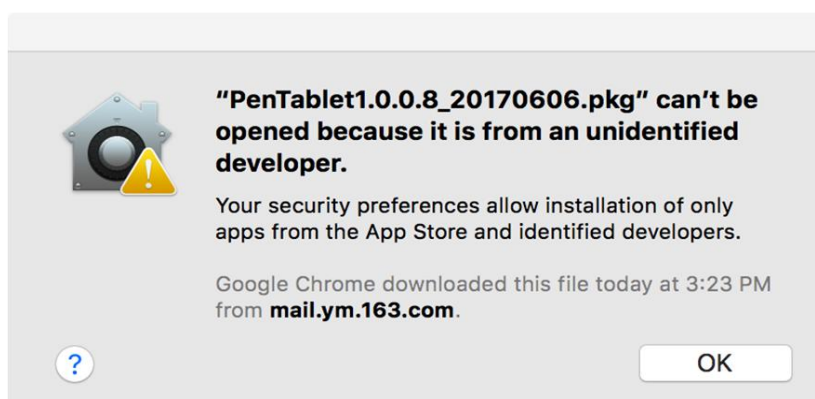 “PenTablet1.0.0.8_20170606.pkg” can’t be
opened because it is from an unidentified
developer.
Your security preferences allow installation of only
apps from the App Store and identified developers.
Google Chrome downloaded this file today at 3:23 PM
from mail.ym.163.com.
?
OK